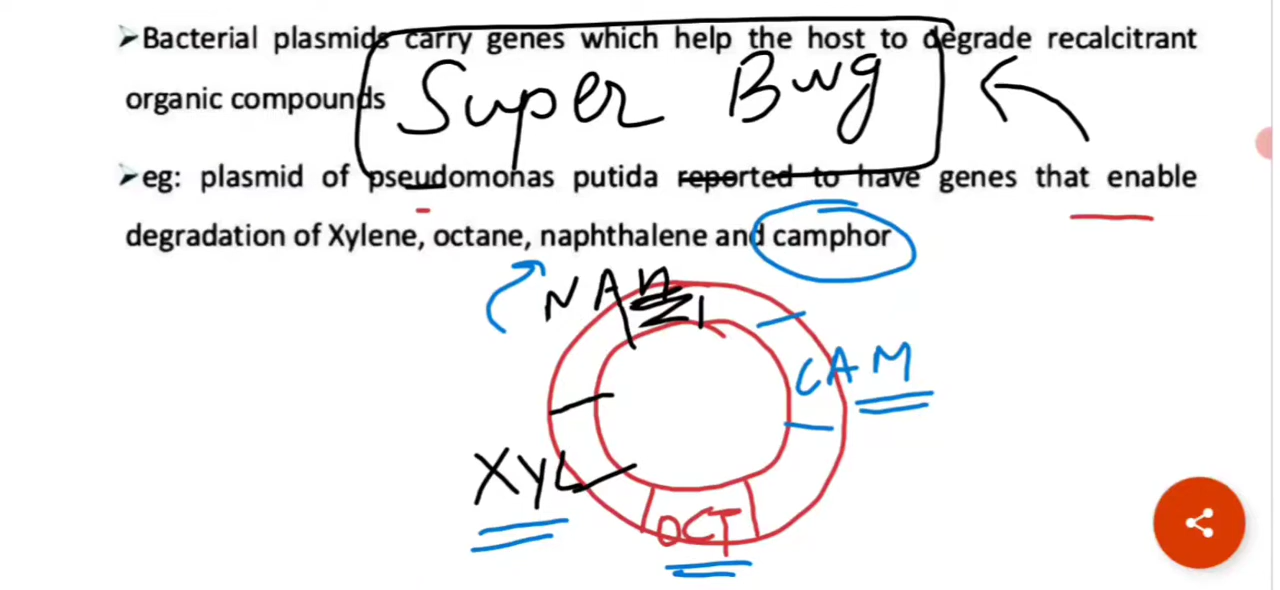 ➤Bacterial plasmids carry genes which help the host to degrade recalcitrant
organic compounds
Super Bug
➤eg: plasmid of pseudomonas putida reported to have genes that enable
degradation of Xylene, octane, naphthalene and camphor
CAM
XYL
OCT